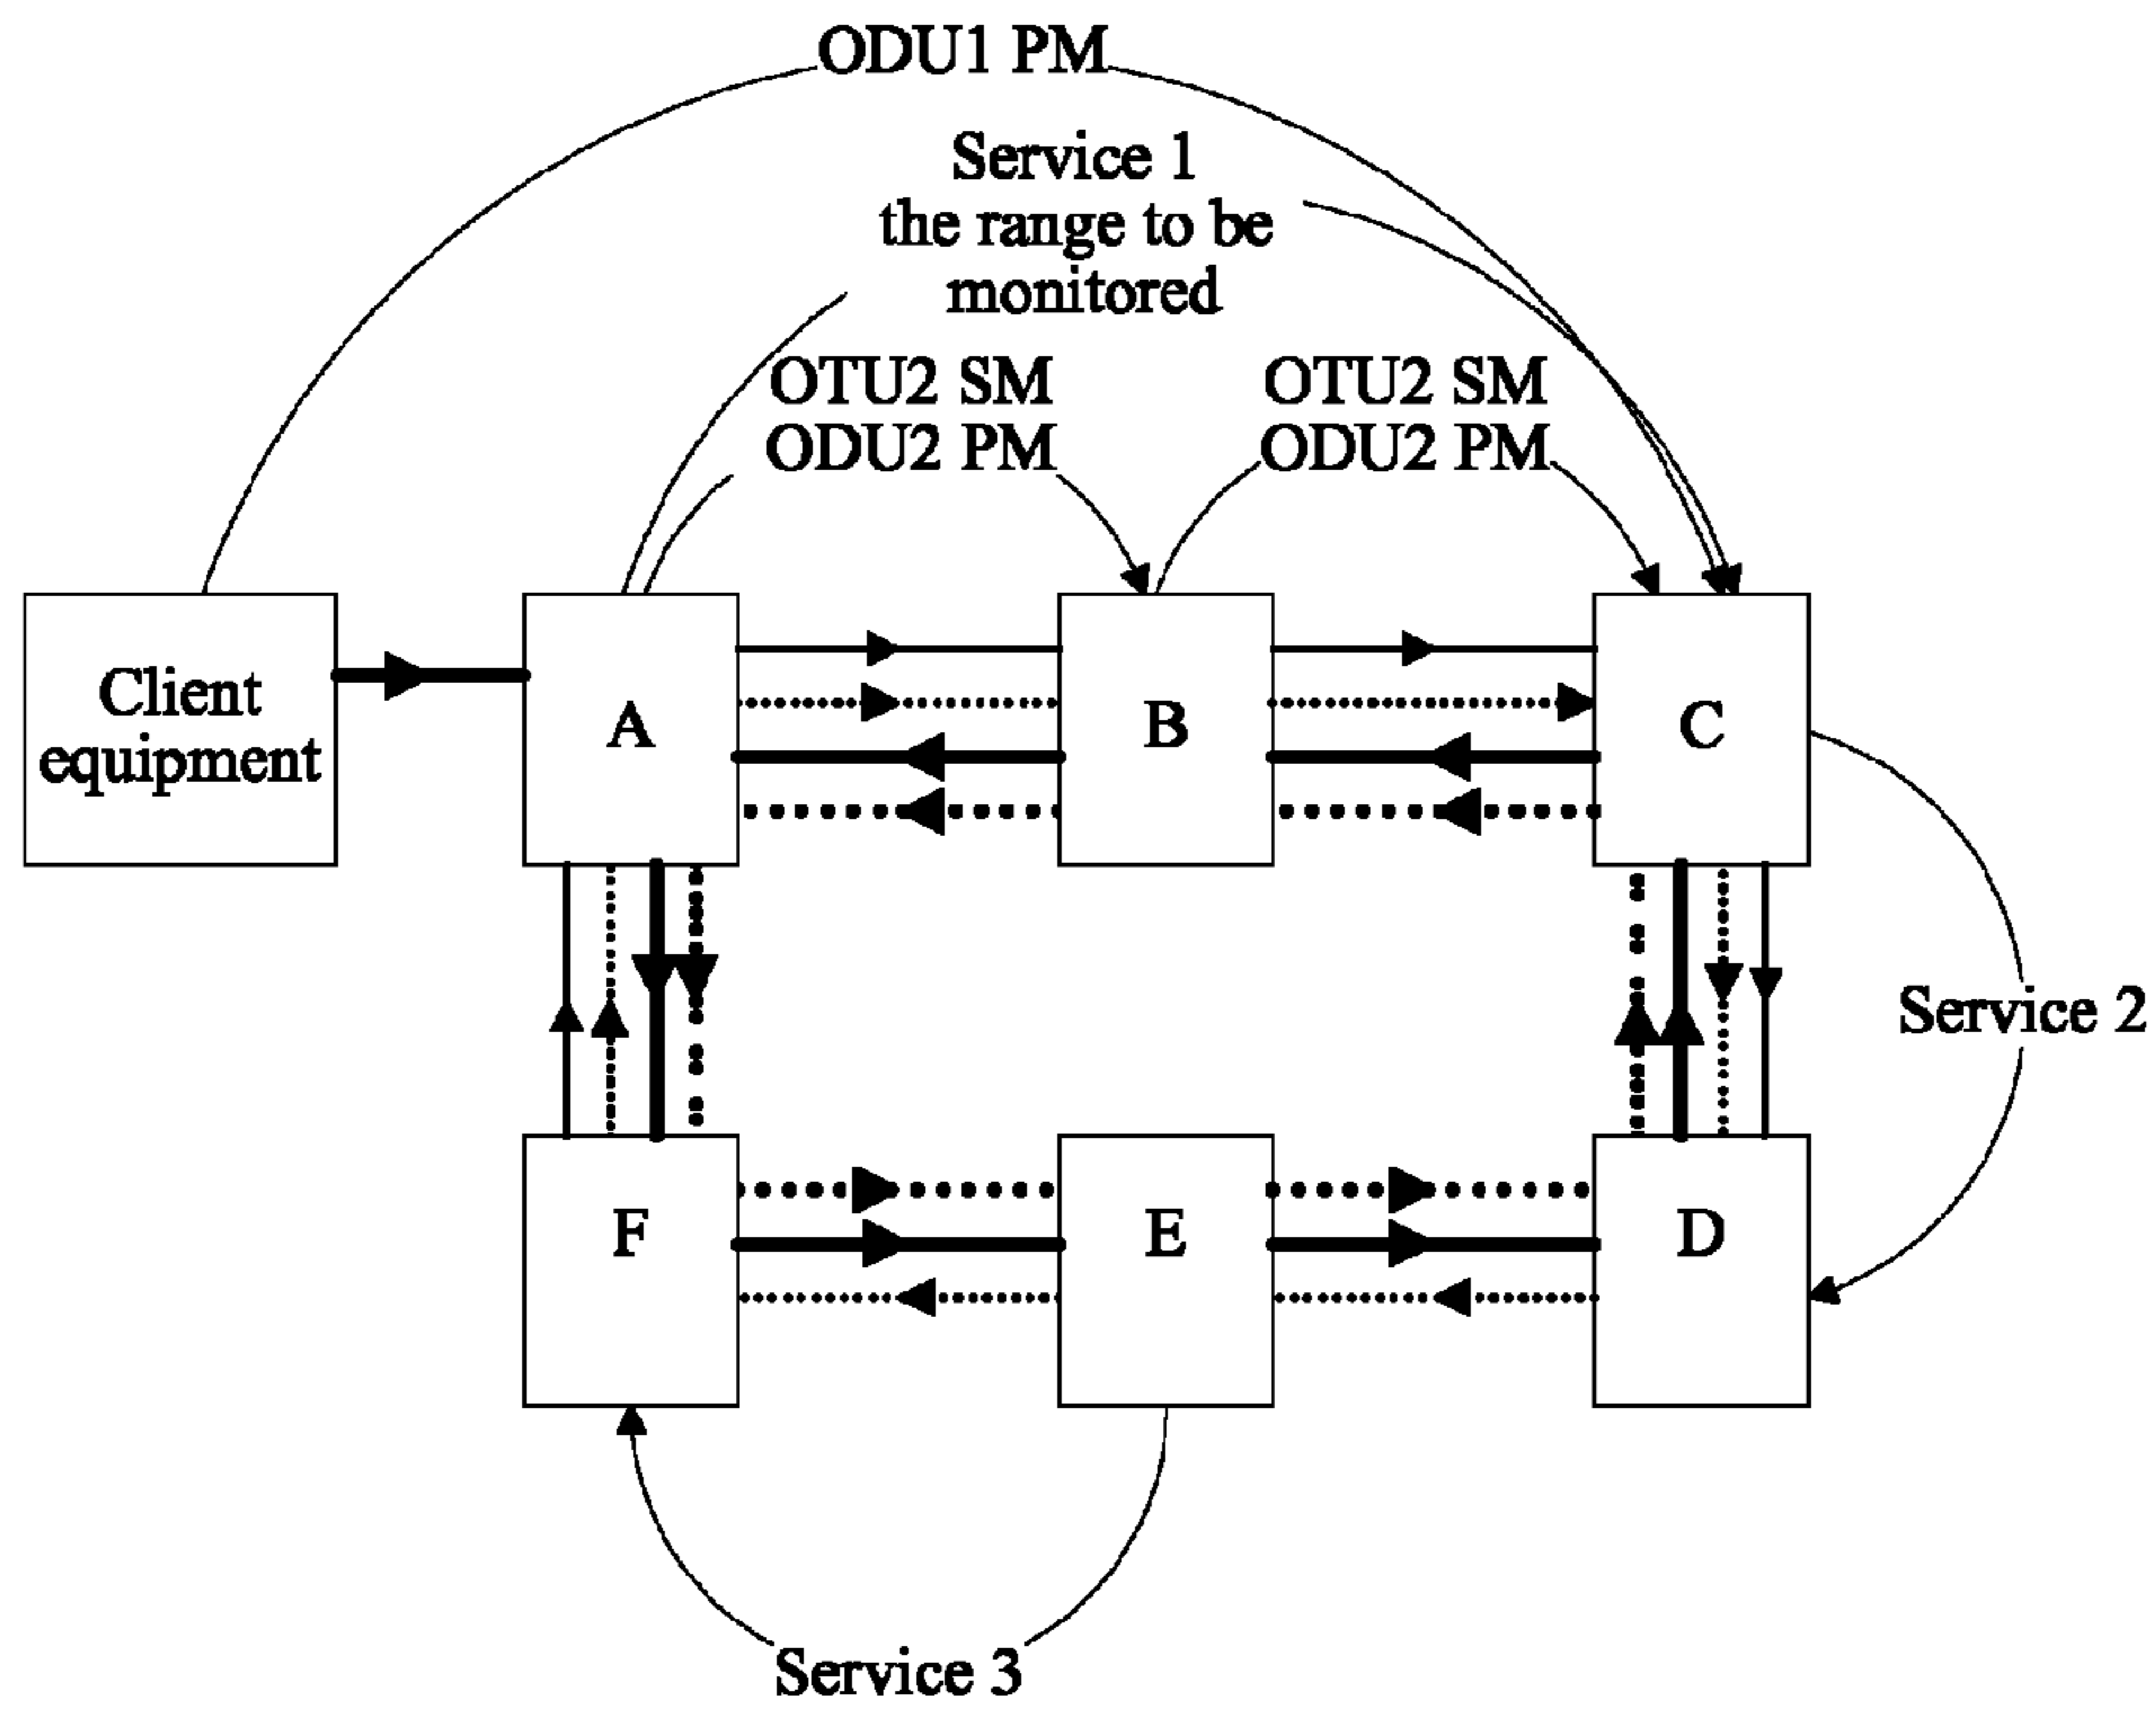 ODU1 PM
Service 1
the range to be
monitored
OTU2 SM
ODU2 PM
OTU2 SM
ODU2 PM
Client
equipment
A
B
C
Service 2
F
E
D
Service 3